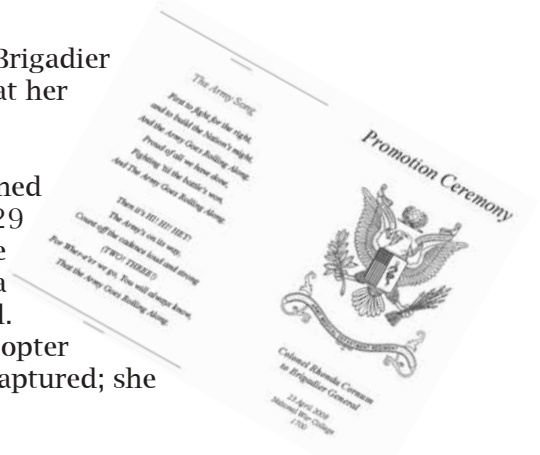 Brigadier
at her
ned
29
e
a
l.
opter
aptured; she
The Army Song
First to fight for the right,
and to build the Nation's might,
And the Army Goes Rolling Along.
Proud of all we have done,
Fighting 'til the battle's won,
And The Army Goes Rolling Along.
Then it's HI! HI! HEY!
The Army's on its way,
Count off the cadence loud and strong
(TWO! THREE!)
For Wher-e'er we go, You will always know,
That the Army Goes Rolling Along.
Promotion Ceremony
Colonel Rhonda Cornum
to Brigadier General
National War College
1700